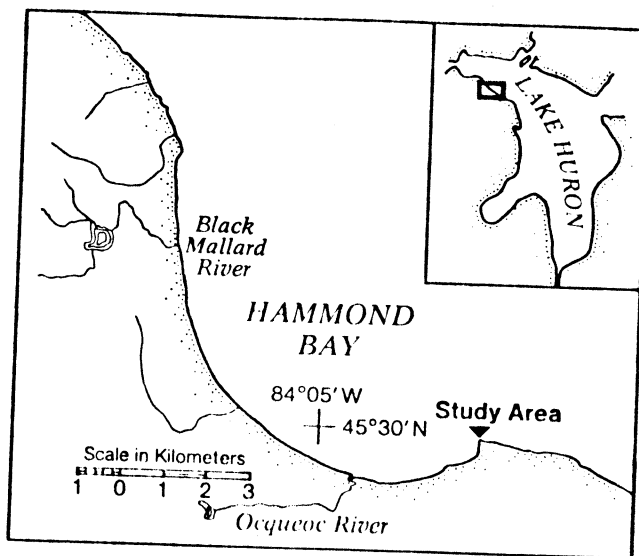 LAKE HURON
Black
Mallard
River
HAMMOND
BAY
84°05' W
45°30' N
Study Area
Scale in Kilometers
1 0 1 2 3
Ocqueoc River